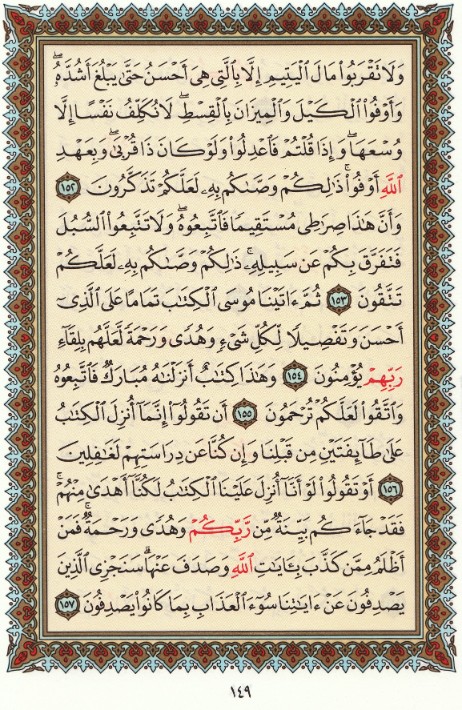 وَلَا تَقْرَبُوا۟ مَالَ ٱلْيَتِيمِ إِلَّا بِٱلَّتِى هِىَ أَحْسَنُ حَتَّىٰ يَبْلُغَ أَشُدَّهُۥۖ
وَأَوْفُوا۟ ٱلْكَيْلَ وَٱلْمِيزَانَ بِٱلْقِسْطِۖ لَا نُكَلِّفُ نَفْسًا إِلَّا
وُسْعَهَاۖ وَإِذَا قُلْتُمْ فَٱعْدِلُوا۟ وَلَوْ كَانَ ذَا قُرْبَىٰۖ وَبِعَهْدِ
ٱللَّهِ أَوْفُوا۟ۚ ذَٰلِكُمْ وَصَّىٰكُم بِهِۦ لَعَلَّكُمْ تَذَكَّرُونَ ١٥٢
وَأَنَّ هَٰذَا صِرَٰطِى مُسْتَقِيمًا فَٱتَّبِعُوهُۖ وَلَا تَتَّبِعُوا۟ ٱلسُّبُلَ
فَتَفَرَّقَ بِكُمْ عَن سَبِيلِهِۦۚ ذَٰلِكُمْ وَصَّىٰكُم بِهِۦ لَعَلَّكُمْ
تَتَّقُونَ ١٥٣ ثُمَّ ءَاتَيْنَا مُوسَى ٱلْكِتَٰبَ تَمَامًا عَلَى ٱلَّذِىٓ
أَحْسَنَ وَتَفْصِيلًا لِّكُلِّ شَىْءٍ وَهُدًى وَرَحْمَةً لَّعَلَّهُم بِلِقَآءِ
رَبِّهِمْ يُؤْمِنُونَ ١٥٤ وَهَٰذَا كِتَٰبٌ أَنزَلْنَٰهُ مُبَارَكٌ فَٱتَّبِعُوهُ
وَٱتَّقُوا۟ لَعَلَّكُمْ تُرْحَمُونَ ١٥٥ أَن تَقُولُوٓا۟ إِنَّمَآ أُنزِلَ ٱلْكِتَٰبُ
عَلَىٰ طَآئِفَتَيْنِ مِن قَبْلِنَا وَإِن كُنَّا عَن دِرَاسَتِهِمْ لَغَٰفِلِينَ
١٥٦ أَوْ تَقُولُوا۟ لَوْ أَنَّآ أُنزِلَ عَلَيْنَا ٱلْكِتَٰبُ لَكُنَّآ أَهْدَىٰ مِنْهُمْۚ
فَقَدْ جَآءَكُم بَيِّنَةٌ مِّن رَّبِّكُمْ وَهُدًى وَرَحْمَةٌۚ فَمَنْ
أَظْلَمُ مِمَّن كَذَّبَ بِـَٔايَٰتِ ٱللَّهِ وَصَدَفَ عَنْهَاۗ سَنَجْزِى ٱلَّذِينَ
يَصْدِفُونَ عَنْ ءَايَٰتِنَا سُوٓءَ ٱلْعَذَابِ بِمَا كَانُوا۟ يَصْدِفُونَ ١٥٧
١٤٩